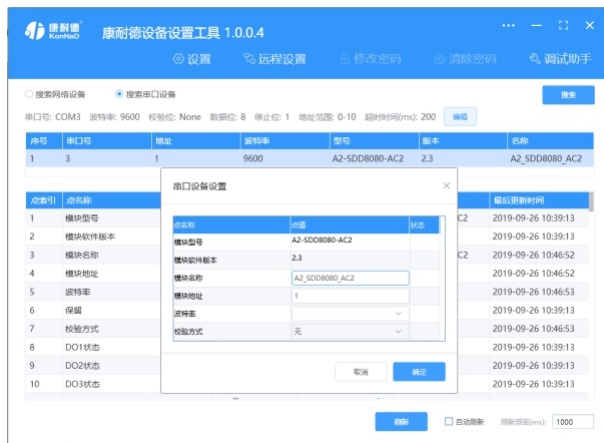 康耐德 KonNaD 康耐德设备设置工具 1.0.0.4
设置 远程设置 修改密码 清除密码 调试助手
搜索网络设备 搜索串口设备 搜索
串口号: COM3 波特率: 9600 校验位: None 数据位: 8 停止位: 1 地址范围: 0-10 超时时间(ms): 200 编辑
序号 串口号 地址 波特率 型号 版本 名称
1 3 1 9600 A2-SDD8080-AC2 2.3 A2_SDD8080_AC2
点索引 点名称 最后更新时间
1 模块型号 C2 2019-09-26 10:39:13
2 模块软件版本 2019-09-26 10:39:13
3 模块名称 C2 2019-09-26 10:46:52
4 模块地址 2019-09-26 10:46:52
5 波特率 2019-09-26 10:46:53
6 保留 2019-09-26 10:39:13
7 校验方式 2019-09-26 10:46:53
8 DO1状态 2019-09-26 10:39:13
9 DO2状态 2019-09-26 10:39:13
10 DO3状态 2019-09-26 10:39:13
串口设备设置
点名称 点值 状态
模块型号 A2-SDD8080-AC2
模块软件版本 2.3
模块名称 A2_SDD8080_AC2
模块地址 1
波特率
校验方式 无
取消 确定
刷新 自动刷新 刷新频率(ms): 1000